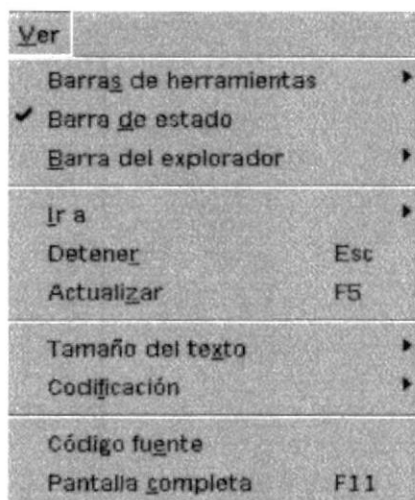 Ver
Barras de herramientas
Barra de estado
Barra del explorador
Ir a
Detener Esc
Actualizar F5
Tamaño del texto
Codificación
Código fuente
Pantalla completa F11